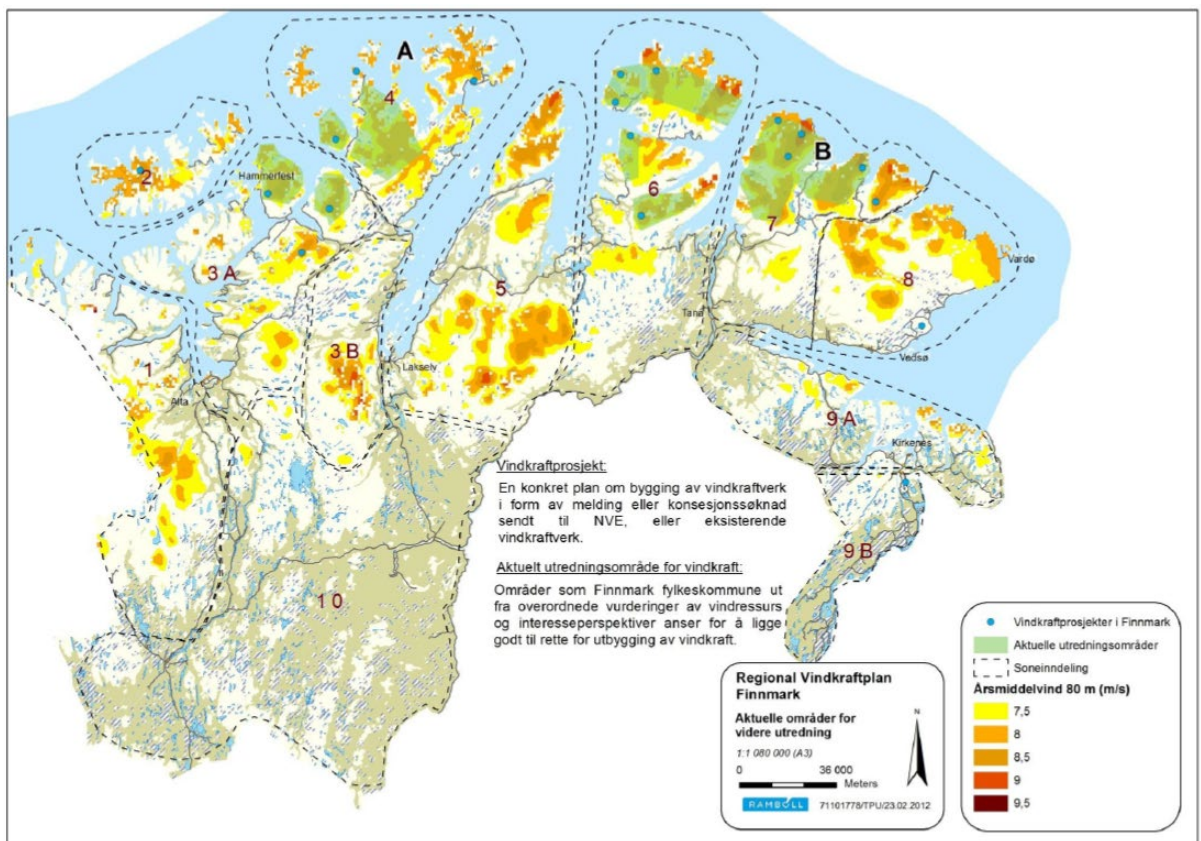 A
4
2
Hammerfest
B
6
7
3 A
5
8
Vardø
Tana
3 B
Vadsø
Lakselv
1
Alta
9 A
Kirkenes
Vindkraftprosjekt:
En konkret plan om bygging av vindkraftverk
i form av melding eller konsesjonssøknad
sendt til NVE, eller eksisterende
vindkraftverk.
9 B
Aktuelt utredningsområde for vindkraft:
Områder som Finnmark fylkeskommune ut
fra overordnede vurderinger av vindressurs
og interesseperspektiver anser for å ligge
godt til rette for utbygging av vindkraft.
10
Regional Vindkraftplan
Finnmark
Aktuelle områder for
videre utredning
1:1 080 000 (A3)
N
0 36 000
Meters
RAMBOLL 71101778/TPU/23.02.2012
Vindkraftprosjekter i Finnmark
Aktuelle utredningsområder
Soneinndeling
Årsmiddelvind 80 m (m/s)
7,5
8
8,5
9
9,5